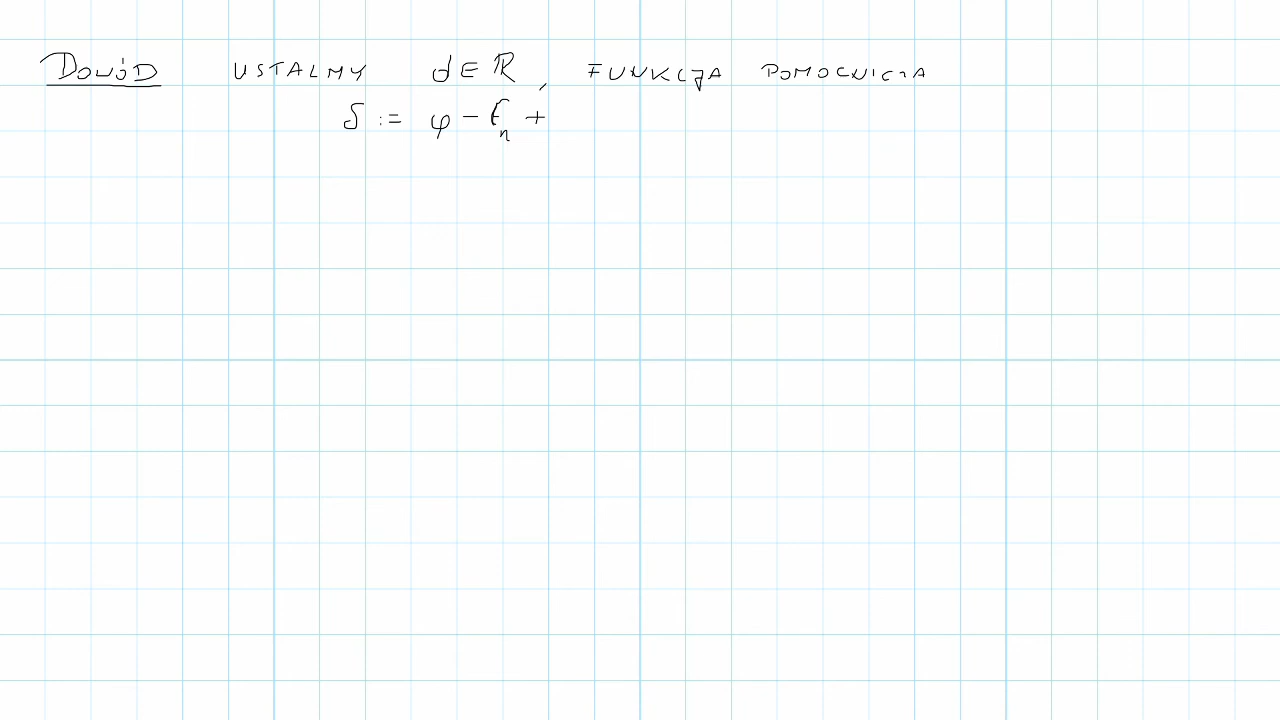 DOWÓD USTALMY d ∈ ℝ, FUNKCJA POMOCNICZA
δ := φ - f_n +